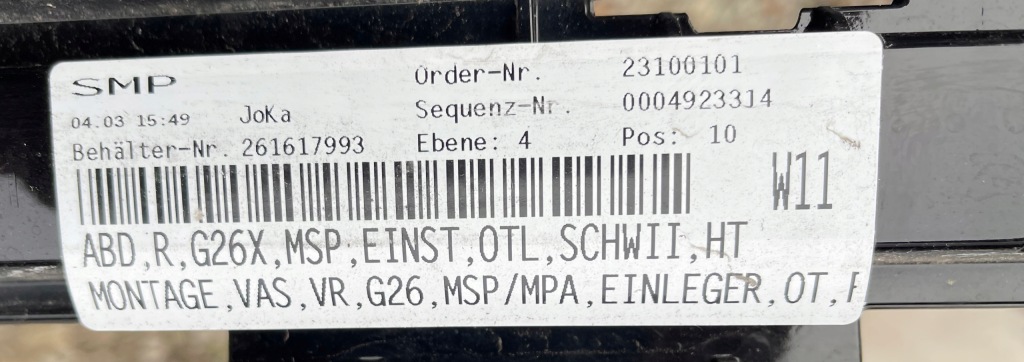 SMP
Order-Nr. 23100101
04.03 15:49 JoKa Sequenz-Nr. 0004923314
Behälter-Nr. 261617993 Ebene: 4 Pos: 10
W11
ABD,R,G26X,MSP,EINST,OTL,SCHWII,HT
MONTAGE,VAS,VR,G26,MSP/MPA,EINLEGER,OT,